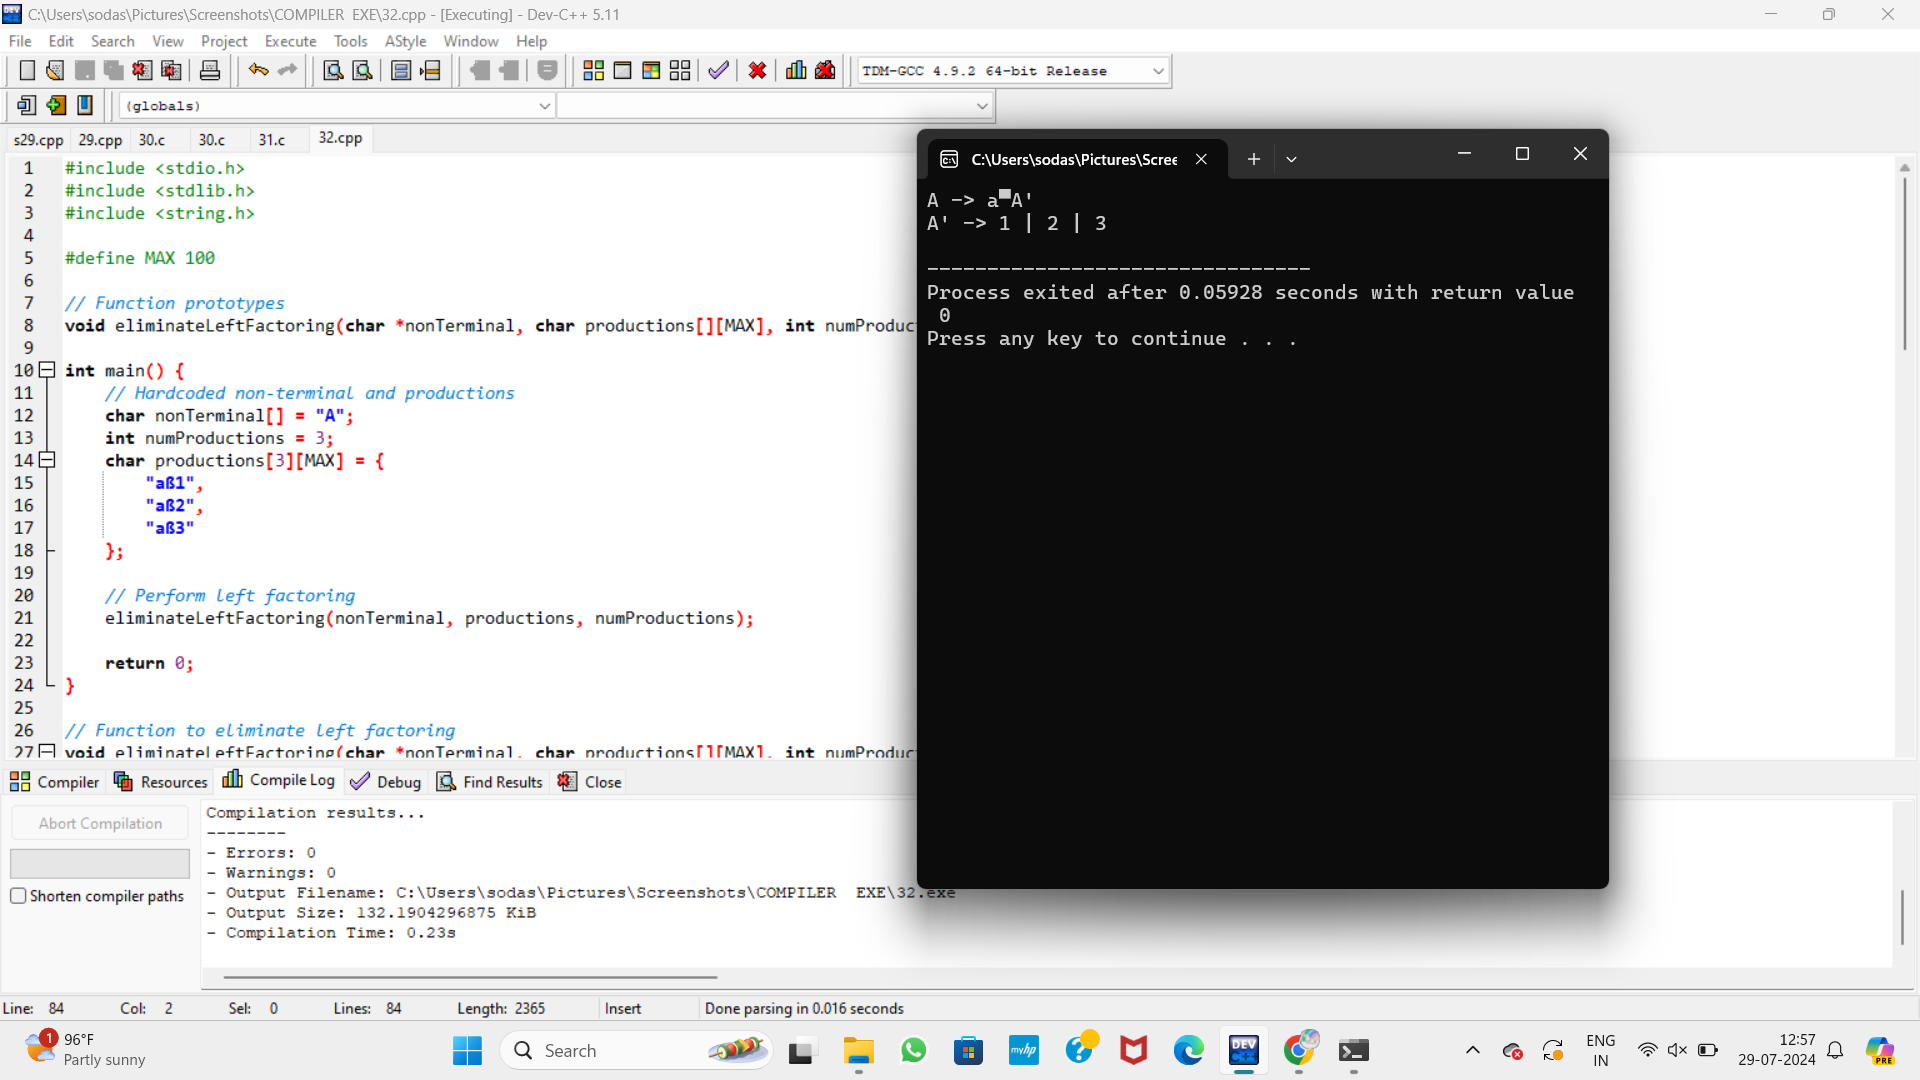 C:\Users\sodas\Pictures\Screenshots\COMPILER  EXE\32.cpp - [Executing] - Dev-C++ 5.11
File Edit Search View Project Execute Tools AStyle Window Help
TDM-GCC 4.9.2 64-bit Release
(globals)
s29.cpp 29.cpp 30.c 30.c 31.c 32.cpp
1 #include <stdio.h>
2 #include <stdlib.h>
3 #include <string.h>
4
5 #define MAX 100
6
7 // Function prototypes
8 void eliminateLeftFactoring(char *nonTerminal, char productions[][MAX], int numProduc
9
10 int main() {
11 // Hardcoded non-terminal and productions
12 char nonTerminal[] = "A";
13 int numProductions = 3;
14 char productions[3][MAX] = {
15 "aß1",
16 "aß2",
17 "aß3"
18 };
19
20 // Perform left factoring
21 eliminateLeftFactoring(nonTerminal, productions, numProductions);
22
23 return 0;
24 }
25
26 // Function to eliminate left factoring
27 void eliminateLeftFactoring(char *nonTerminal, char productions[][MAX], int numProduc
C:\Users\sodas\Pictures\Scree
A -> a▀A'
A' -> 1 | 2 | 3
--------------------------------
Process exited after 0.05928 seconds with return value
0
Press any key to continue . . .
Compiler Resources Compile Log Debug Find Results Close
Abort Compilation
Shorten compiler paths
Compilation results...
--------
- Errors: 0
- Warnings: 0
- Output Filename: C:\Users\sodas\Pictures\Screenshots\COMPILER  EXE\32.exe
- Output Size: 132.1904296875 KiB
- Compilation Time: 0.23s
Line: 84 Col: 2 Sel: 0 Lines: 84 Length: 2365 Insert Done parsing in 0.016 seconds
1
96°F
Partly sunny
Search
myhp
DEV
PRE
ENG
IN
12:57
29-07-2024